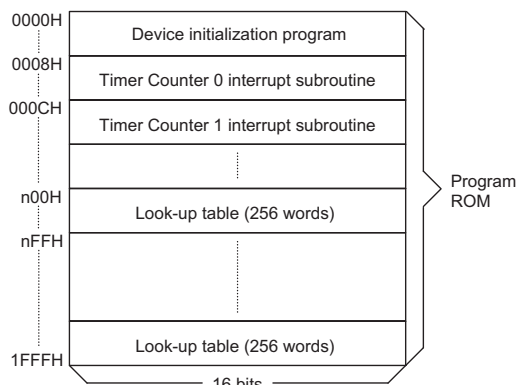 0000H
Device initialization program
0008H
Timer Counter 0 interrupt subroutine
000CH
Timer Counter 1 interrupt subroutine
n00H
Look-up table (256 words)
nFFH
Program
ROM
Look-up table (256 words)
1FFFH
16 bits